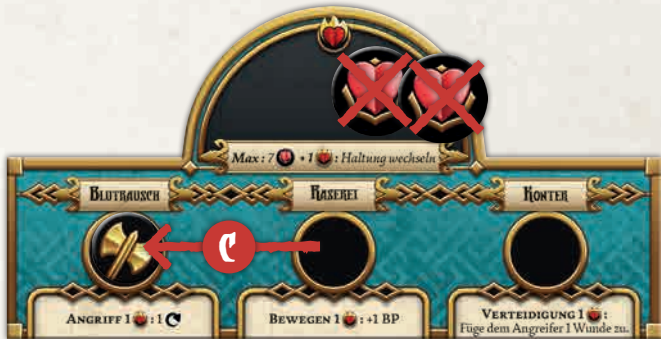 Max: 7 + 1 : Haltung wechseln
BLUTRAUSCH RASEREI KONTER
C
ANGRIFF 1 : 1 BEWEGEN 1 : +1 BP VERTEIDIGUNG 1 :
Füge dem Angreifer 1 Wunde zu.